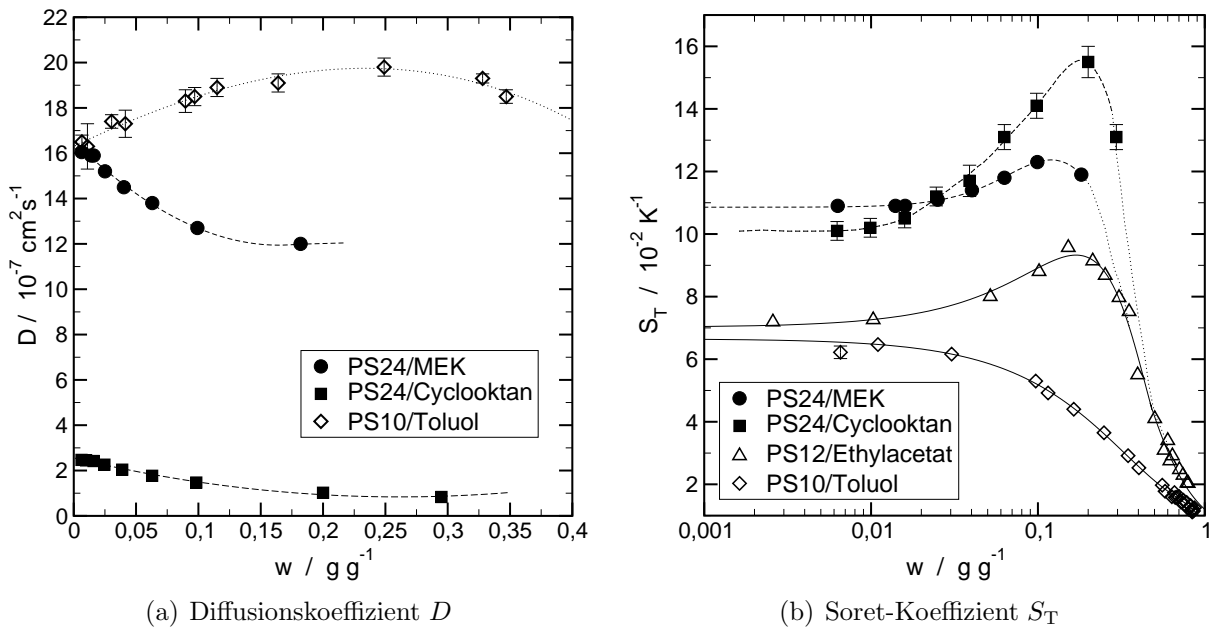 22
20
18
16
14
12
10
8
6
4
2
0
D / 10⁻⁷ cm²s⁻¹
PS24/MEK
PS24/Cyclooktan
PS10/Toluol
0 0,05 0,1 0,15 0,2 0,25 0,3 0,35 0,4
w / g g⁻¹
(a) Diffusionskoeffizient D
16
14
12
10
8
6
4
2
S_T / 10⁻² K⁻¹
PS24/MEK
PS24/Cyclooktan
PS12/Ethylacetat
PS10/Toluol
0,001 0,01 0,1 1
w / g g⁻¹
(b) Soret-Koeffizient S_T